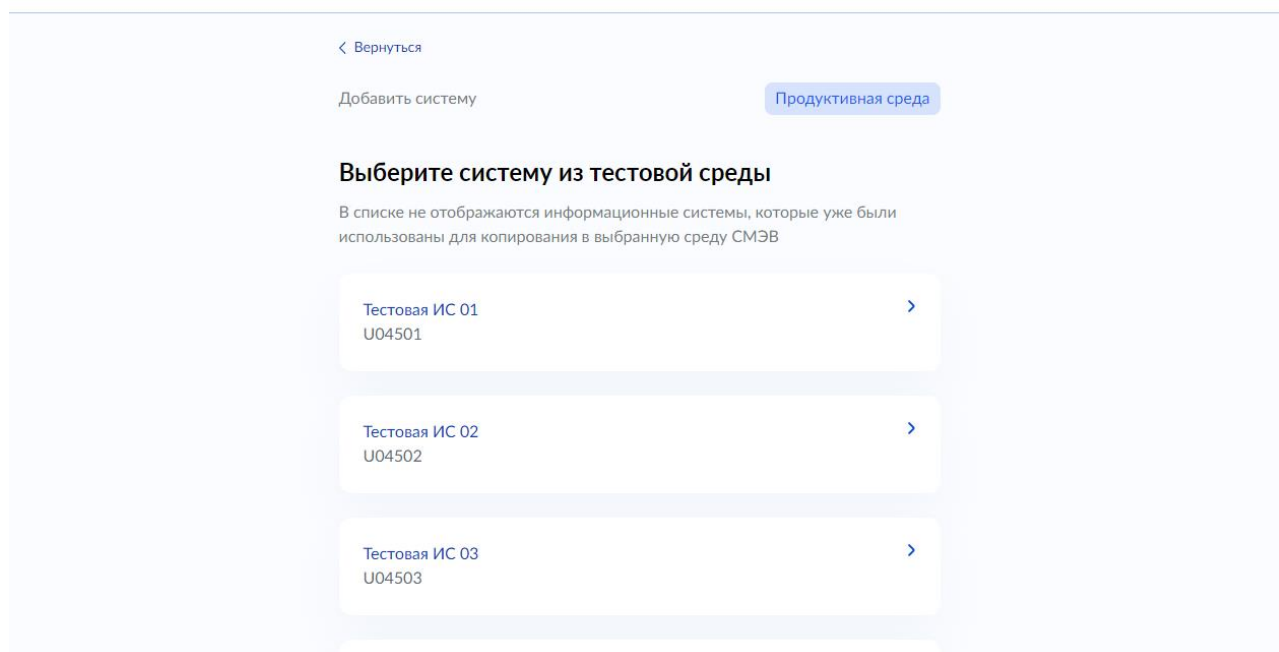 Вернуться
Добавить систему
Продуктивная среда
Выберите систему из тестовой среды
В списке не отображаются информационные системы, которые уже были
использованы для копирования в выбранную среду СМЭВ
Тестовая ИС 01
U04501
Тестовая ИС 02
U04502
Тестовая ИС 03
U04503